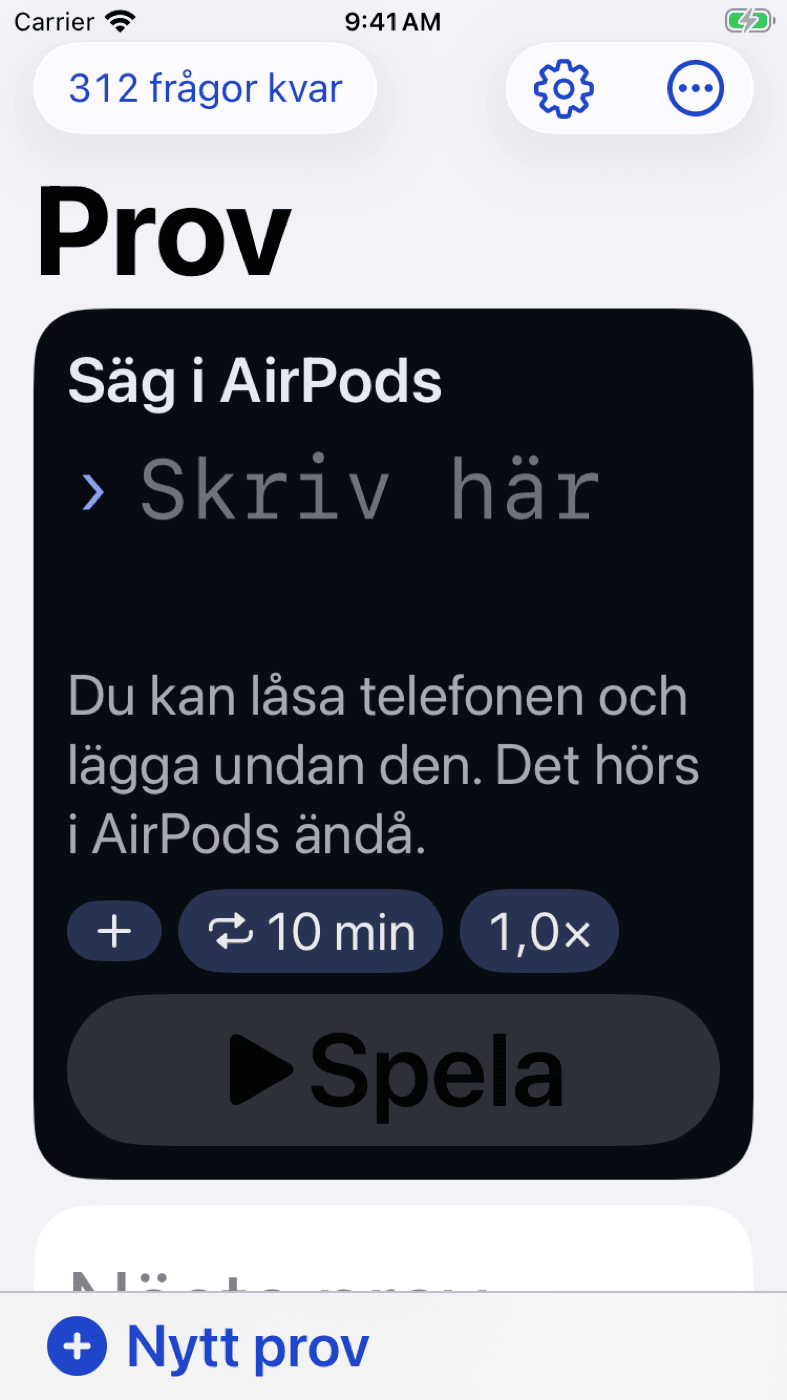 Carrier 9:41 AM
312 frågor kvar
Prov
Säg i AirPods
› Skriv här
Du kan låsa telefonen och
lägga undan den. Det hörs
i AirPods ändå.
+ 10 min 1,0×
Spela
Nytt prov